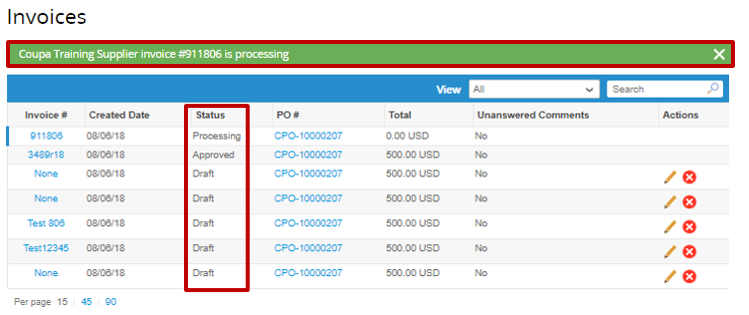 Invoices
Coupa Training Supplier invoice #911806 is processing
View All Search
Invoice # Created Date Status PO # Total Unanswered Comments Actions
911806 08/06/18 Processing CPO-10000207 0.00 USD No
3489r18 08/06/18 Approved CPO-10000207 500.00 USD No
None 08/06/18 Draft CPO-10000207 500.00 USD No
None 08/06/18 Draft CPO-10000207 500.00 USD No
Test 806 08/06/18 Draft CPO-10000207 500.00 USD No
Test12345 08/06/18 Draft CPO-10000207 500.00 USD No
None 08/06/18 Draft CPO-10000207 500.00 USD No
Per page 15 | 45 | 90